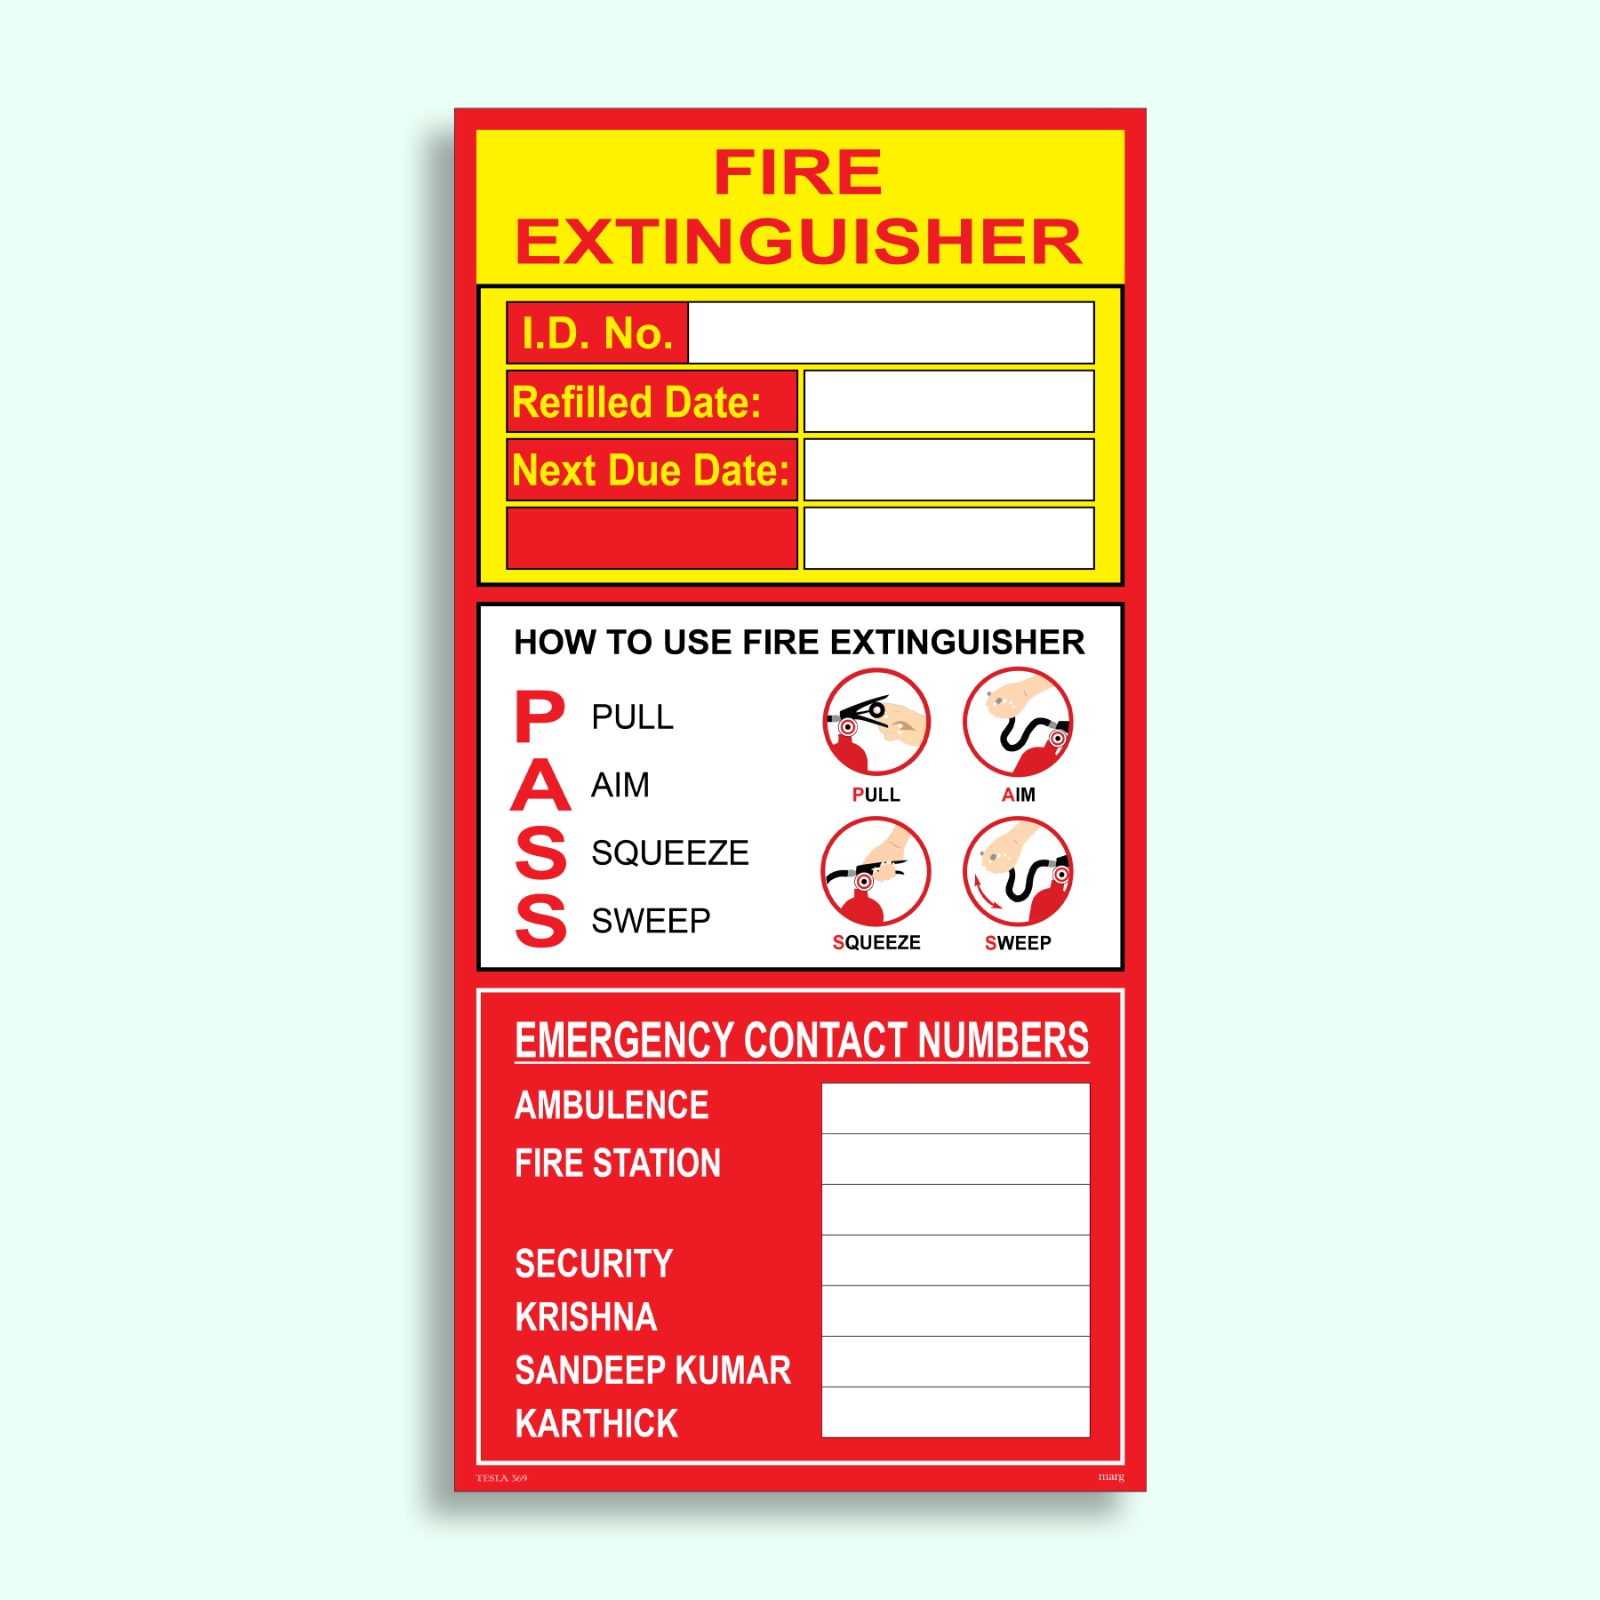 FIRE
EXTINGUISHER
I.D. No.
Refilled Date:
Next Due Date:
HOW TO USE FIRE EXTINGUISHER
P PULL
A AIM
S SQUEEZE
S SWEEP
PULL AIM
SQUEEZE SWEEP
EMERGENCY CONTACT NUMBERS
AMBULENCE
FIRE STATION
SECURITY
KRISHNA
SANDEEP KUMAR
KARTHICK
TESLA 369 marg